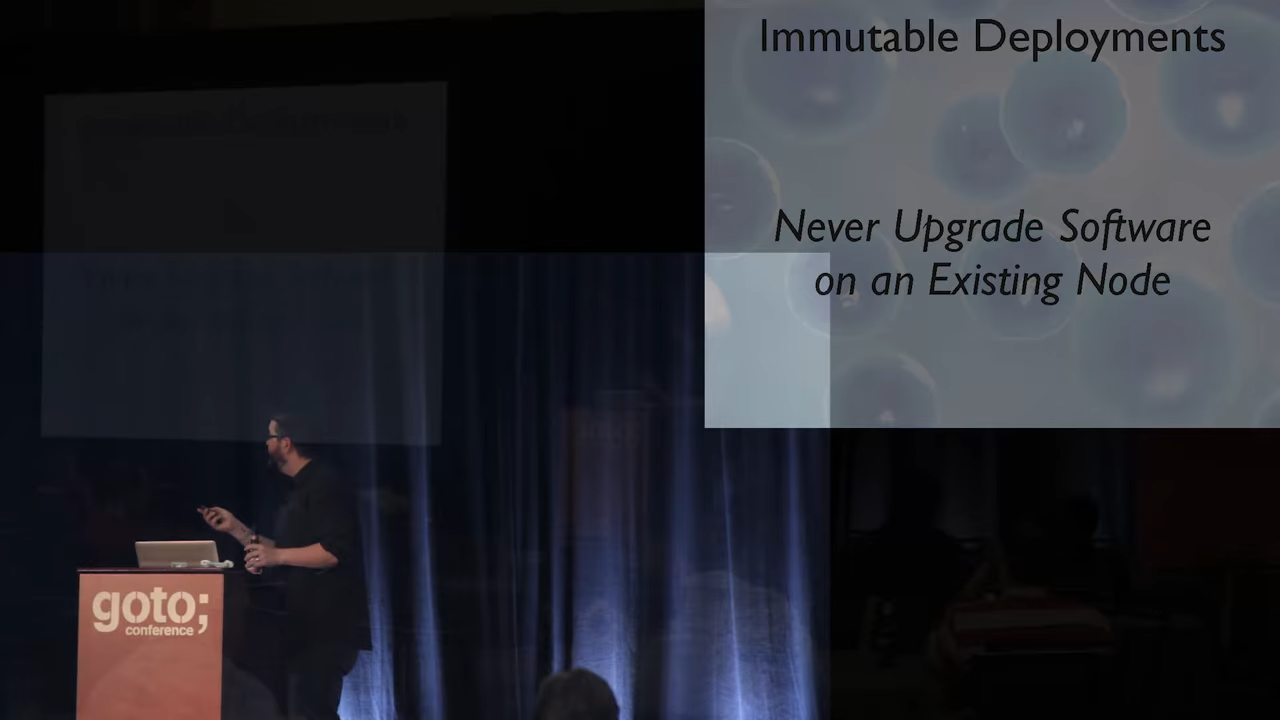 Immutable Deployments
Never Upgrade Software
on an Existing Node
goto;
conference